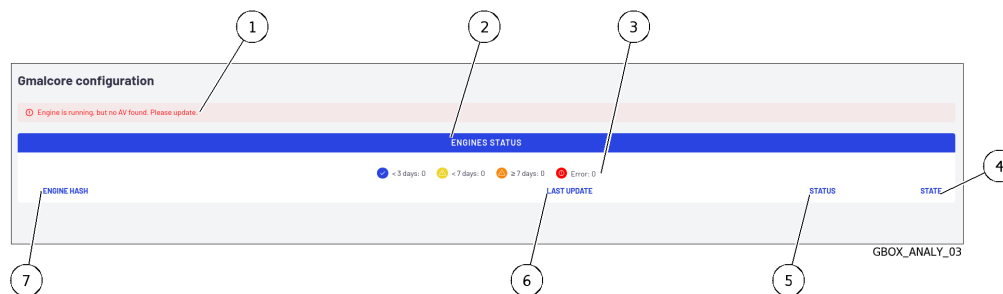 1 2 3
Gmalcore configuration
Engine is running, but no AV found. Please update.
ENGINES STATUS
< 3 days: 0 < 7 days: 0 ≥ 7 days: 0 Error: 0
4
ENGINE HASH LAST UPDATE STATUS STATE
GBOX_ANALY_03
7 6 5